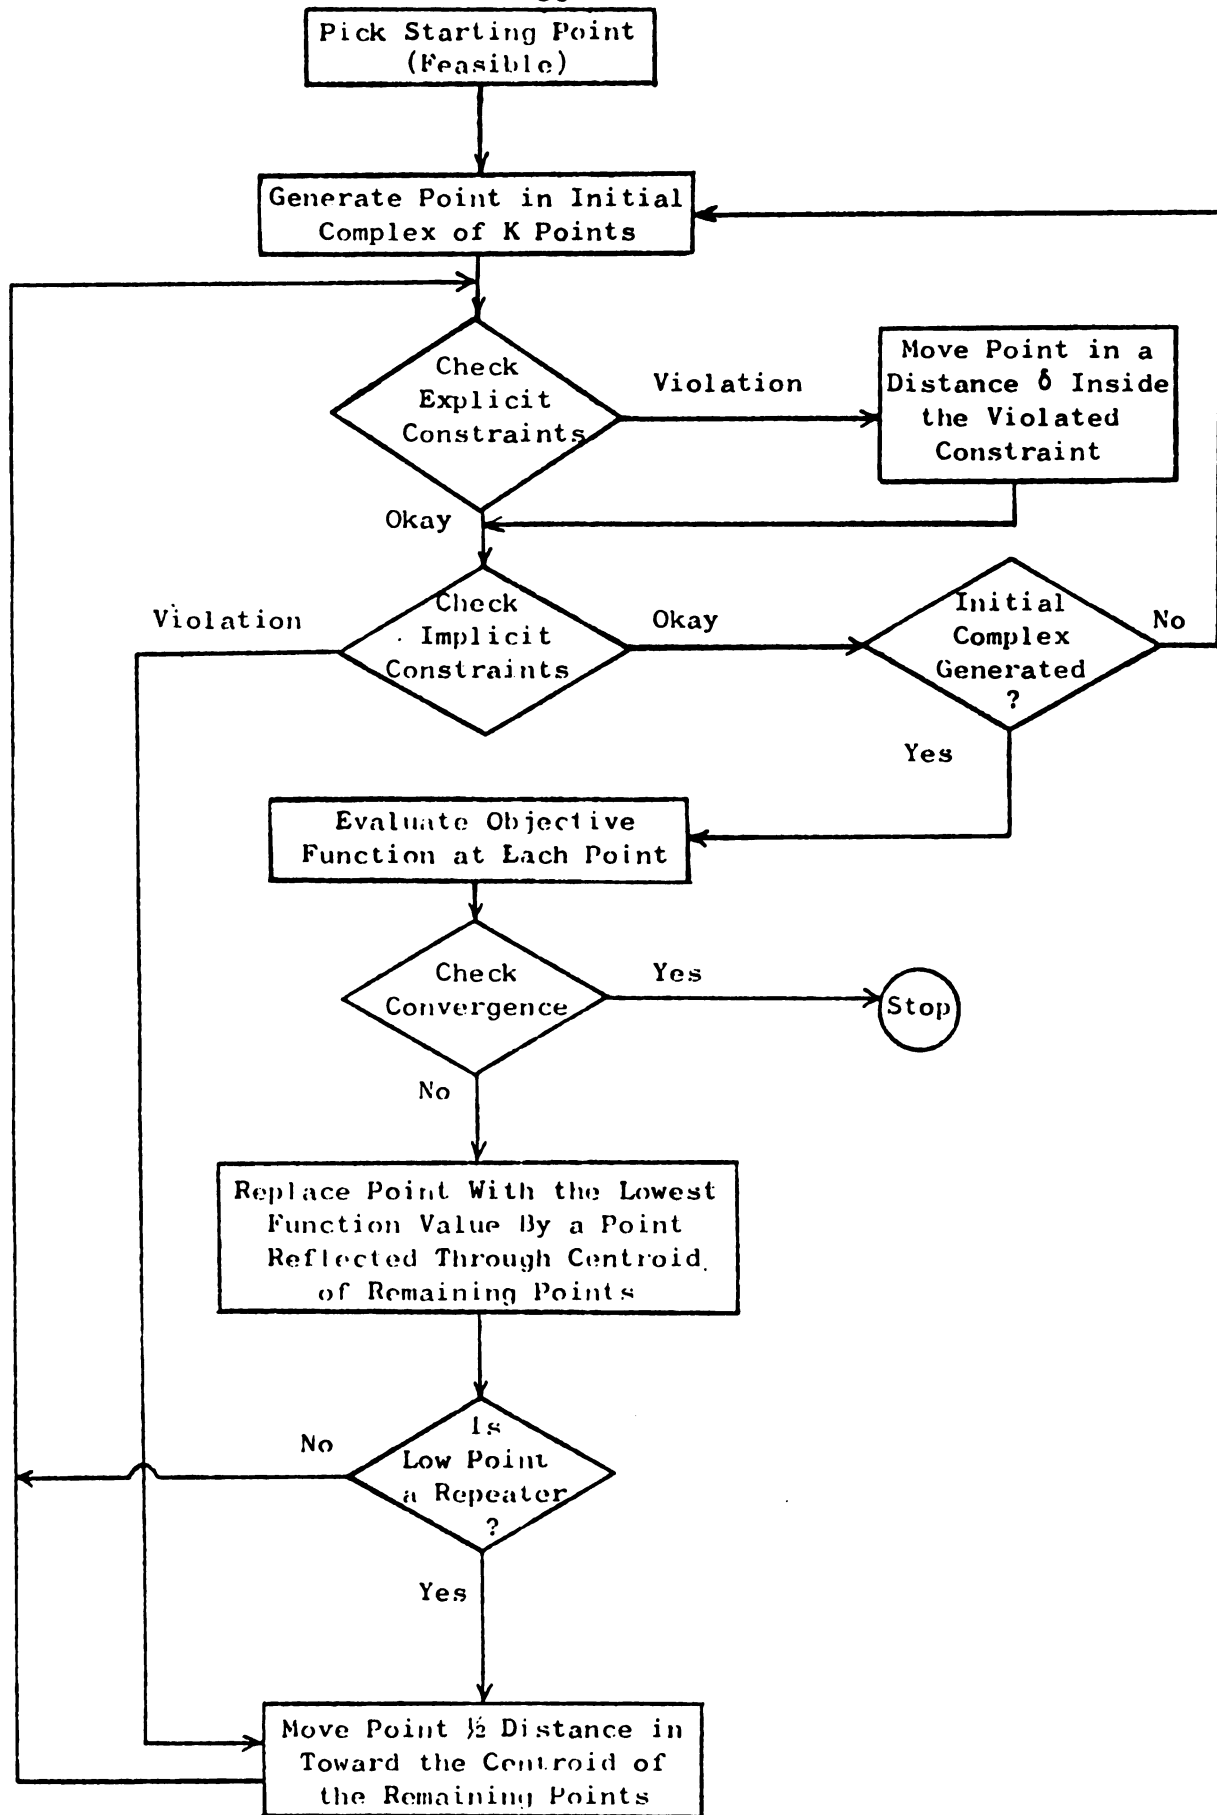 Pick Starting Point
(Feasible)
Generate Point in Initial
Complex of K Points
Check
Explicit
Constraints
Violation
Move Point in a
Distance δ Inside
the Violated
Constraint
Okay
Check
Implicit
Constraints
Violation
Okay
Initial
Complex
Generated
?
No
Yes
Evaluate Objective
Function at Each Point
Check
Convergence
Yes
Stop
No
Replace Point With the Lowest
Function Value By a Point
Reflected Through Centroid
of Remaining Points
Is
Low Point
a Repeater
?
No
Yes
Move Point ½ Distance in
Toward the Centroid of
the Remaining Points